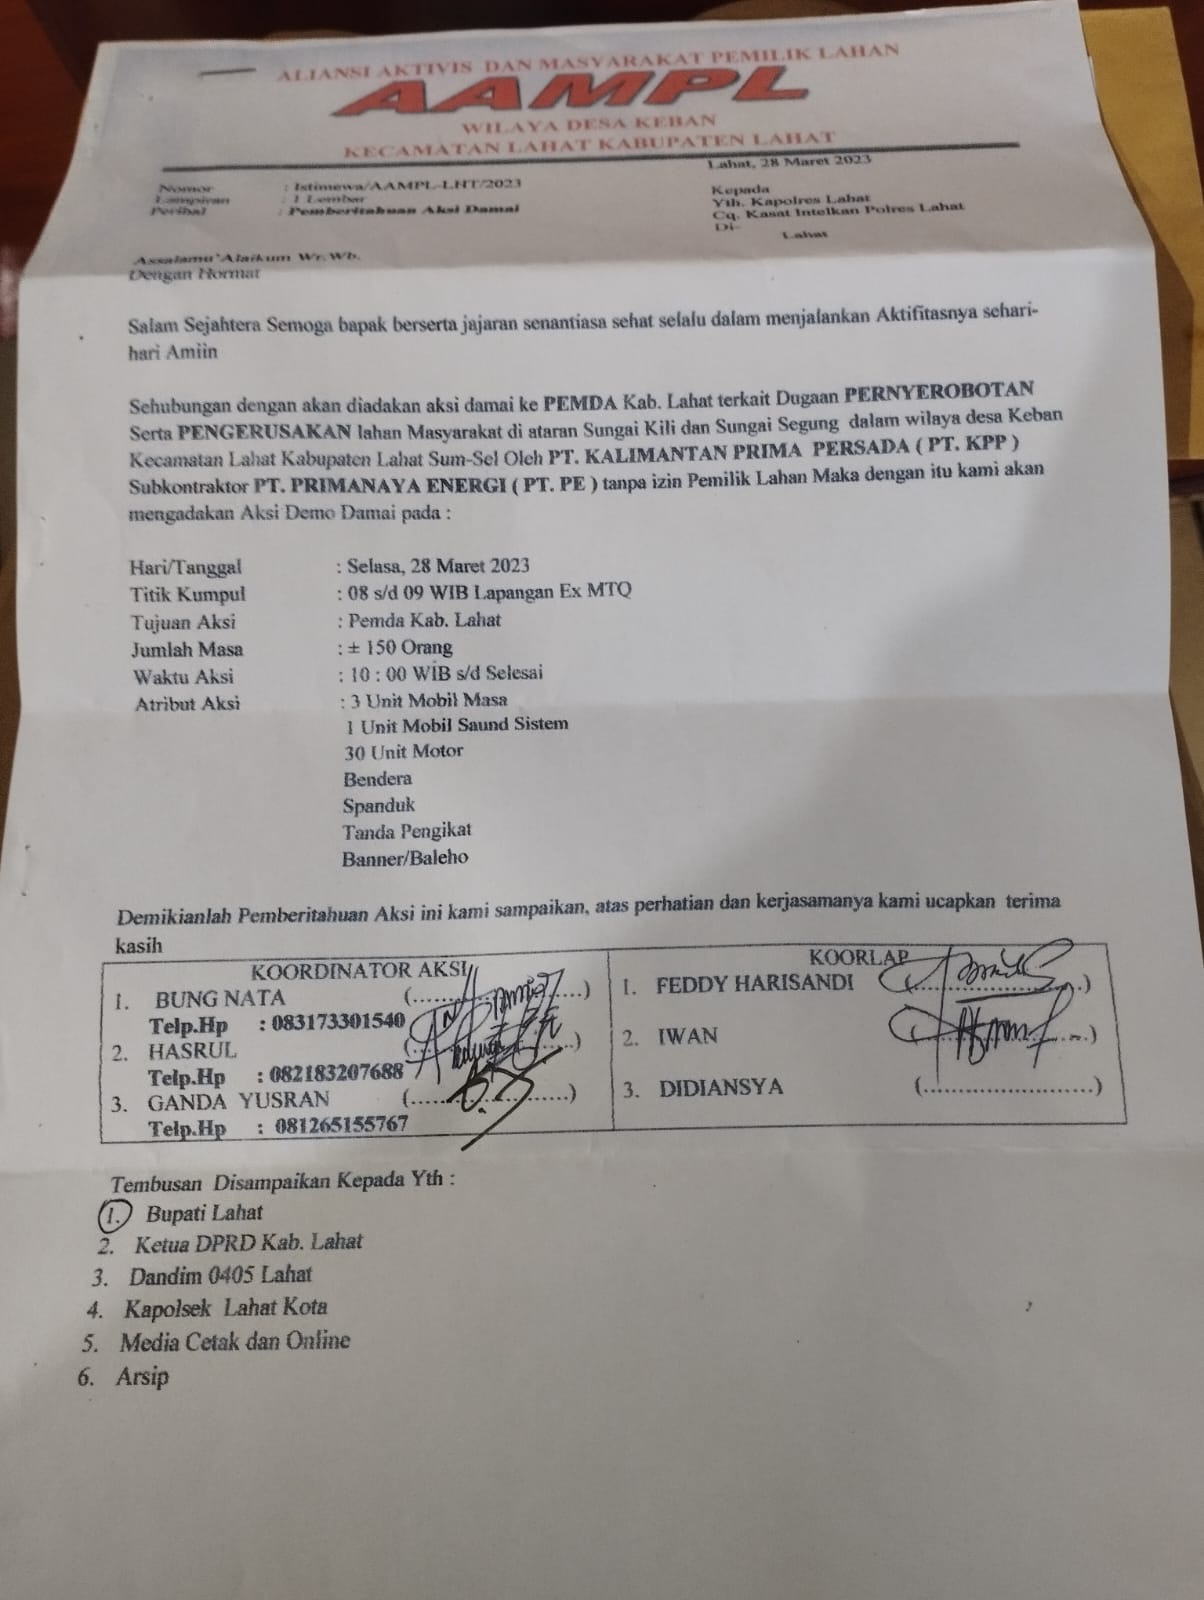 ALIANSI AKTIVIS DAN MASYARAKAT PEMILIK LAHAN
AAMPL
WILAYA DESA KEBAN
KECAMATAN LAHAT KABUPATEN LAHAT
Lahat, 28 Maret 2023
Nomor : Istimewa/AAMPL-LHT/2023
Lampiran : 1 Lembar
Perihal : Pemberitahuan Aksi Damai
Kepada
Yth. Kapolres Lahat
Cq. Kasat Intelkan Polres Lahat
Di-
Lahat
Assalamu'Alaikum Wr.Wb.
Dengan Hormat
Salam Sejahtera Semoga bapak berserta jajaran senantiasa sehat selalu dalam menjalankan Aktifitasnya sehari-
hari Amiin
Sehubungan dengan akan diadakan aksi damai ke PEMDA Kab. Lahat terkait Dugaan PERNYEROBOTAN
Serta PENGERUSAKAN lahan Masyarakat di ataran Sungai Kili dan Sungai Segung dalam wilaya desa Keban
Kecamatan Lahat Kabupaten Lahat Sum-Sel Oleh PT. KALIMANTAN PRIMA PERSADA ( PT. KPP )
Subkontraktor PT. PRIMANAYA ENERGI ( PT. PE ) tanpa izin Pemilik Lahan Maka dengan itu kami akan
mengadakan Aksi Demo Damai pada :
Hari/Tanggal : Selasa, 28 Maret 2023
Titik Kumpul : 08 s/d 09 WIB Lapangan Ex MTQ
Tujuan Aksi : Pemda Kab. Lahat
Jumlah Masa : ± 150 Orang
Waktu Aksi : 10 : 00 WIB s/d Selesai
Atribut Aksi : 3 Unit Mobil Masa
1 Unit Mobil Saund Sistem
30 Unit Motor
Bendera
Spanduk
Tanda Pengikat
Banner/Baleho
Demikianlah Pemberitahuan Aksi ini kami sampaikan, atas perhatian dan kerjasamanya kami ucapkan terima
kasih
KOORDINATOR AKSI
1. BUNG NATA (....................)
Telp.Hp : 083173301540
2. HASRUL (....................)
Telp.Hp : 082183207688
3. GANDA YUSRAN (....................)
Telp.Hp : 081265155767
KOORLAP
1. FEDDY HARISANDI (....................)
2. IWAN (....................)
3. DIDIANSYA (........................)
Tembusan Disampaikan Kepada Yth :
1. Bupati Lahat
2. Ketua DPRD Kab. Lahat
3. Dandim 0405 Lahat
4. Kapolsek Lahat Kota
5. Media Cetak dan Online
6. Arsip